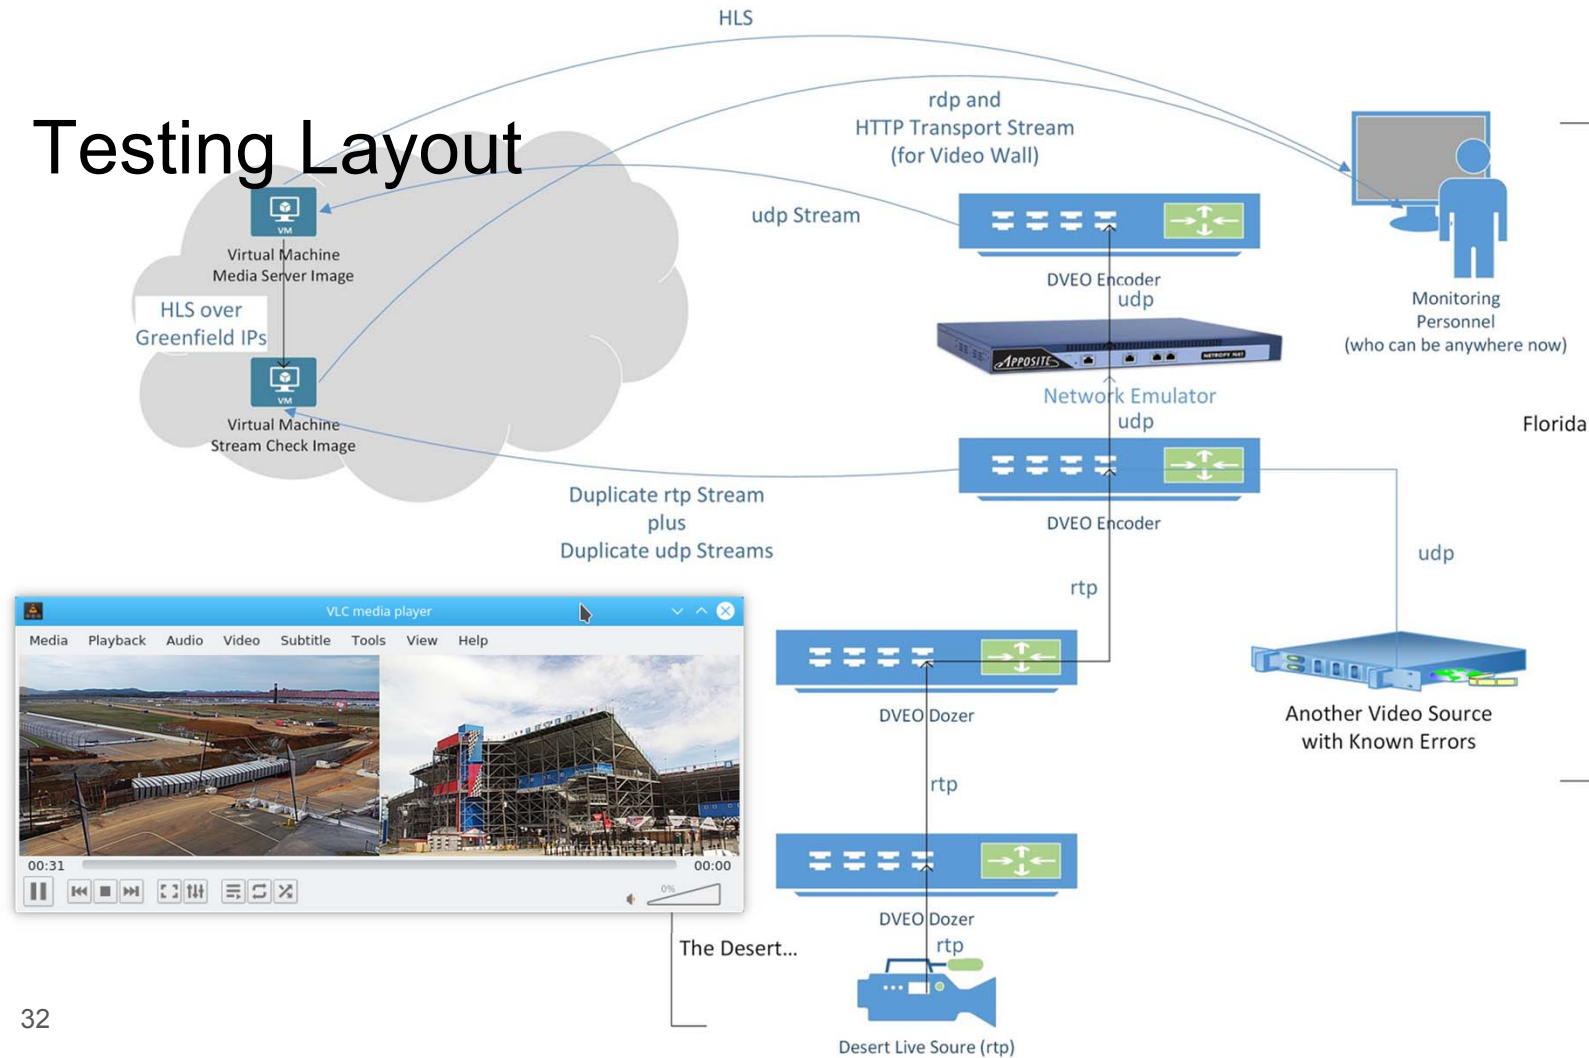 HLS
Testing Layout
rdp and
HTTP Transport Stream
(for Video Wall)
udp Stream
VM
Virtual Machine
Media Server Image
HLS over
Greenfield IPs
VM
Virtual Machine
Stream Check Image
DVEO Encoder
udp
APPOSITE
NETROPY N61
Network Emulator
udp
DVEO Encoder
Monitoring
Personnel
(who can be anywhere now)
Florida
Duplicate rtp Stream
plus
Duplicate udp Streams
rtp
udp
Another Video Source
with Known Errors
VLC media player
Media Playback Audio Video Subtitle Tools View Help
00:31 00:00
0%
DVEO Dozer
rtp
DVEO Dozer
The Desert...
rtp
Desert Live Soure (rtp)
32